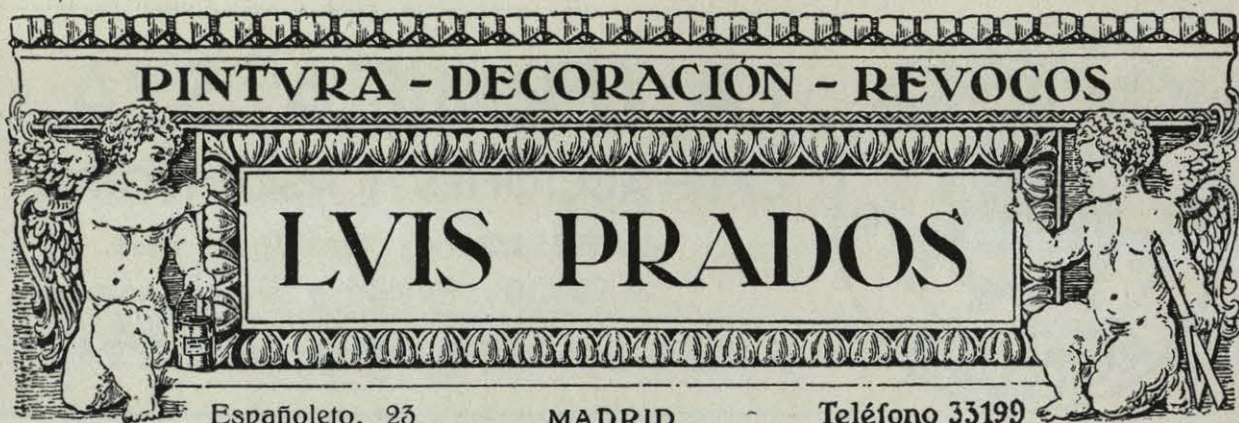 PINTVRA - DECORACIÓN - REVOCOS
LVIS PRADOS
Españoleto, 23 MADRID Teléfono 33199